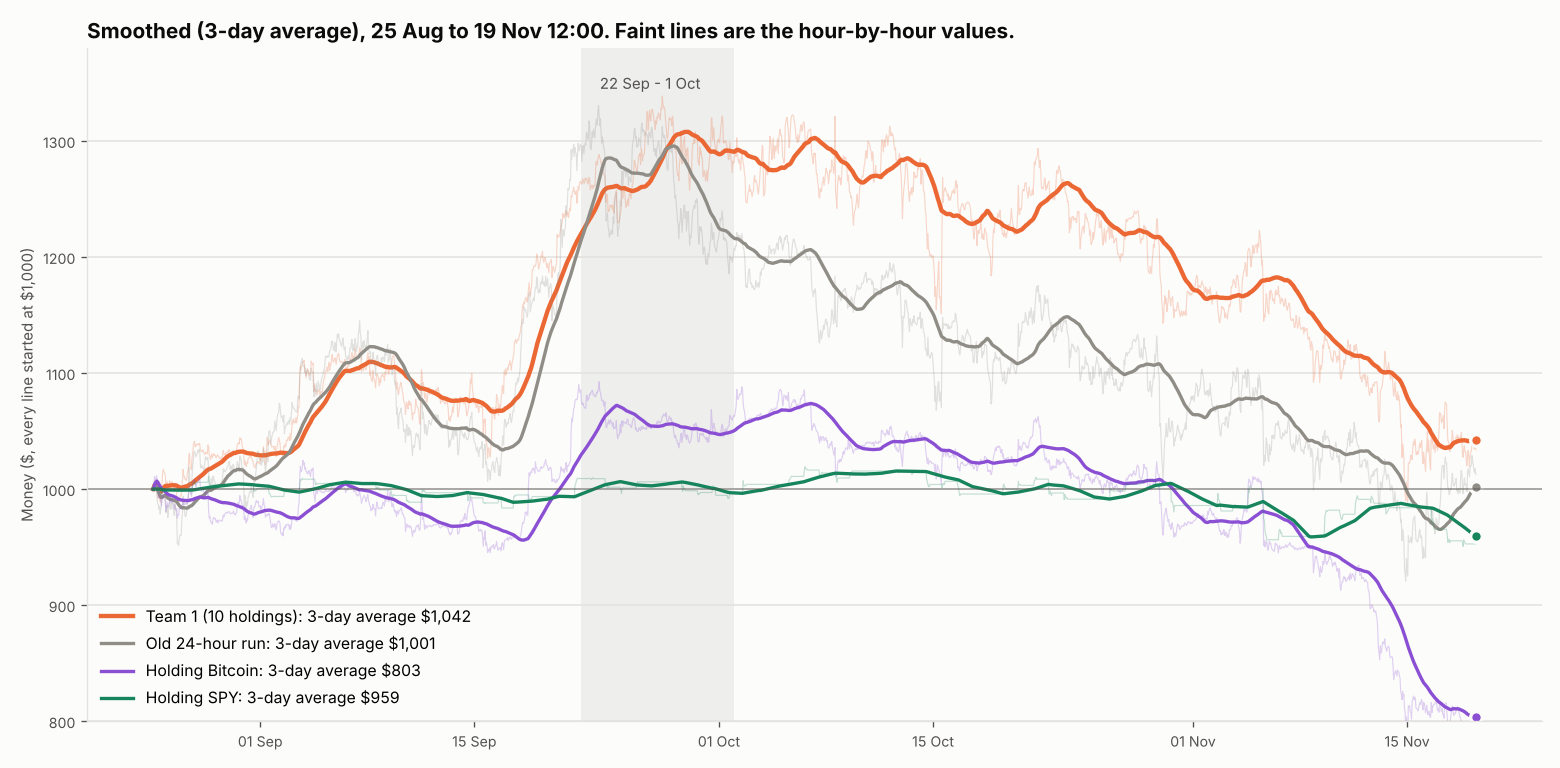 Smoothed (3-day average), 25 Aug to 19 Nov 12:00. Faint lines are the hour-by-hour values.
22 Sep - 1 Oct
Money ($, every line started at $1,000)
1300
1200
1100
1000
900
800
Team 1 (10 holdings): 3-day average $1,042
Old 24-hour run: 3-day average $1,001
Holding Bitcoin: 3-day average $803
Holding SPY: 3-day average $959
01 Sep
15 Sep
01 Oct
15 Oct
01 Nov
15 Nov